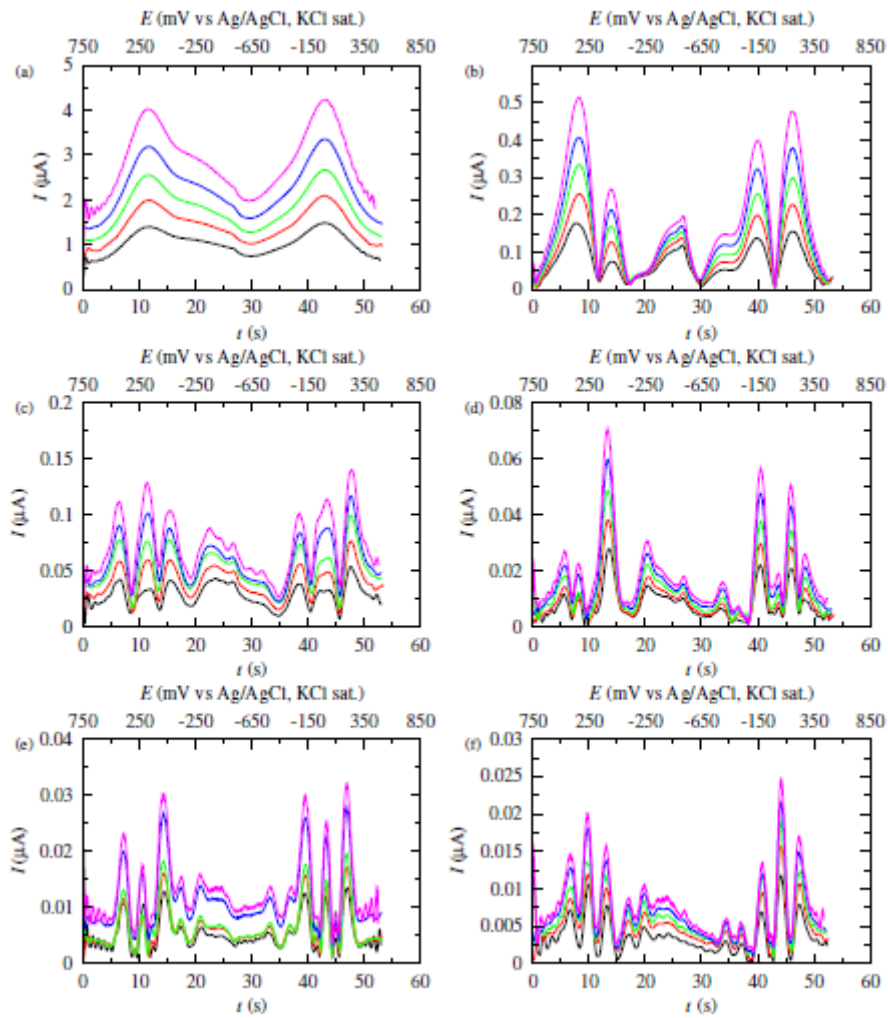 E (mV vs Ag/AgCl, KCl sat.)
750 250 -250 -650 -150 350 850
(a)
5
4
3
2
1
0
I (μA)
0 10 20 30 40 50 60
t (s)
E (mV vs Ag/AgCl, KCl sat.)
750 250 -250 -650 -150 350 850
(b)
0.5
0.4
0.3
0.2
0.1
0
I (μA)
0 10 20 30 40 50 60
t (s)
E (mV vs Ag/AgCl, KCl sat.)
750 250 -250 -650 -150 350 850
(c)
0.2
0.15
0.1
0.05
0
I (μA)
0 10 20 30 40 50 60
t (s)
E (mV vs Ag/AgCl, KCl sat.)
750 250 -250 -650 -150 350 850
(d)
0.08
0.06
0.04
0.02
0
I (μA)
0 10 20 30 40 50 60
t (s)
E (mV vs Ag/AgCl, KCl sat.)
750 250 -250 -650 -150 350 850
(e)
0.04
0.03
0.02
0.01
0
I (μA)
0 10 20 30 40 50 60
t (s)
E (mV vs Ag/AgCl, KCl sat.)
750 250 -250 -650 -150 350 850
(f)
0.03
0.025
0.02
0.015
0.01
0.005
0
I (μA)
0 10 20 30 40 50 60
t (s)